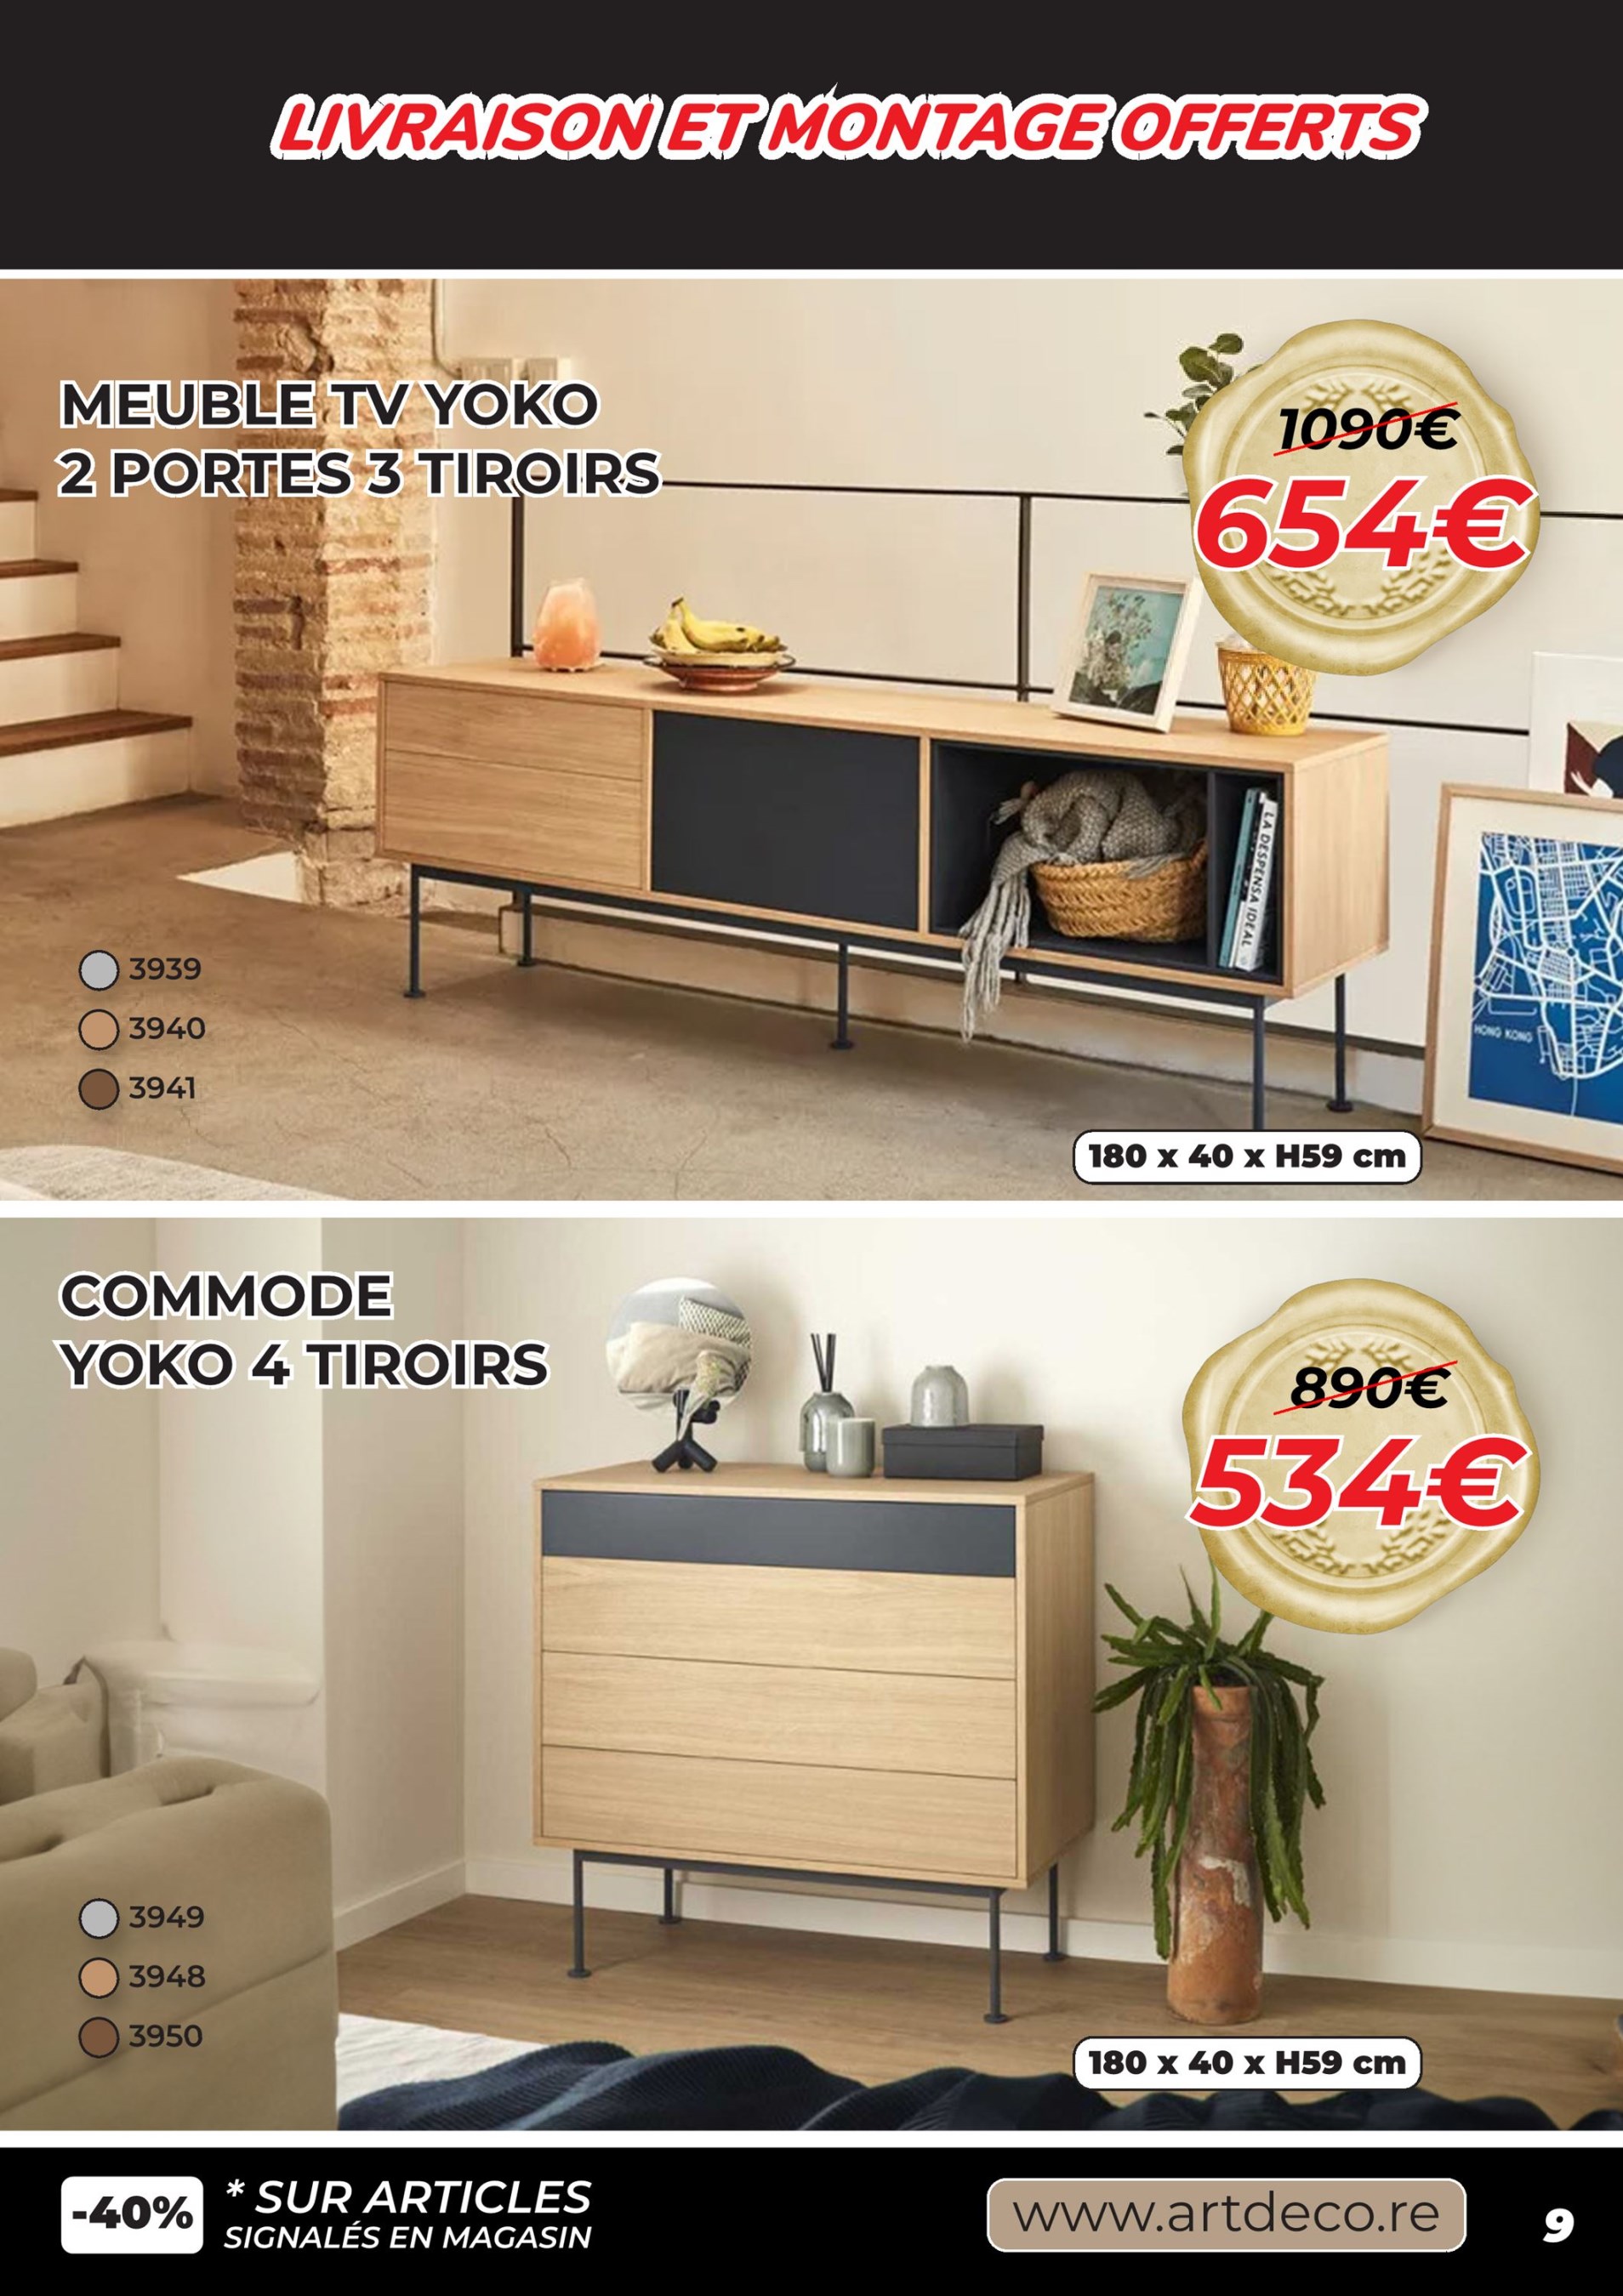 LIVRAISON ET MONTAGE OFFERTS
MEUBLE TV YOKO
2 PORTES 3 TIROIRS
1090€
654€
LA DESPENSA IDEAL
HONG KONG
3939
3940
3941
180 x 40 x H59 cm
COMMODE
YOKO 4 TIROIRS
890€
534€
3949
3948
3950
180 x 40 x H59 cm
-40%
* SUR ARTICLES
SIGNALÉS EN MAGASIN
www.artdeco.re
9